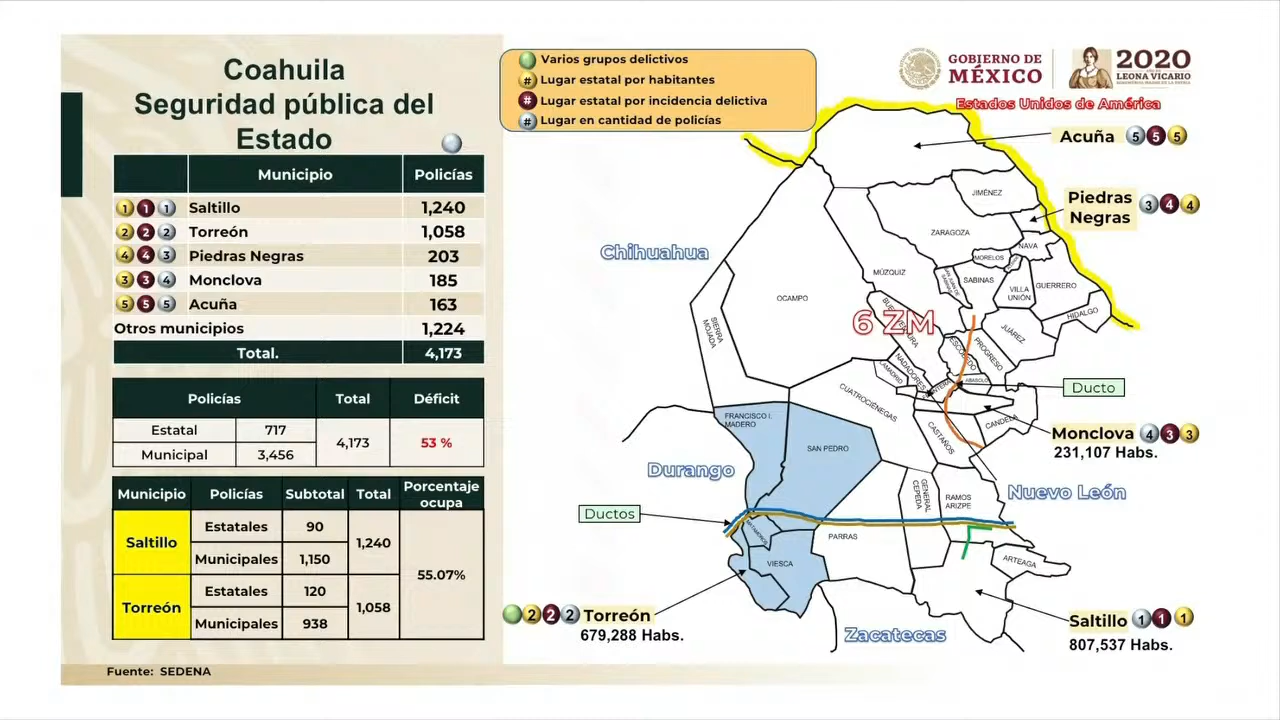 Coahuila
Seguridad pública del
Estado
Municipio Policías
1 1 1 Saltillo 1,240
2 2 2 Torreón 1,058
4 4 3 Piedras Negras 203
3 3 4 Monclova 185
5 5 5 Acuña 163
Otros municipios 1,224
Total. 4,173
Policías Total Déficit
Estatal 717 4,173 53 %
Municipal 3,456
Municipio Policías Subtotal Total Porcentaje ocupa
Saltillo Estatales 90 1,240 55.07%
Municipales 1,150
Torreón Estatales 120 1,058
Municipales 938
Fuente: SEDENA
Varios grupos delictivos
# Lugar estatal por habitantes
# Lugar estatal por incidencia delictiva
# Lugar en cantidad de policías
GOBIERNO DE
MÉXICO
2020
LEONA VICARIO
Estados Unidos de América
Acuña 5 5 5
Piedras
Negras 3 4 4
Chihuahua
JIMÉNEZ
ZARAGOZA
NAVA
MORELOS
MÚZQUIZ
SABINAS
VILLA
UNIÓN
GUERRERO
HIDALGO
OCAMPO
SIERRA
MOJADA
6 ZM
JUÁREZ
PROGRESO
ESCOBEDO
LAMADRID
NADADORES
ABASOLO
Ducto
CUATROCIÉNEGAS
CASTAÑOS
CANDELA
Monclova 4 3 3
231,107 Habs.
FRANCISCO I.
MADERO
SAN PEDRO
Durango
Nuevo León
GENERAL
CEPEDA
RAMOS
ARIZPE
Ductos
MATAMOROS
PARRAS
VIESCA
ARTEAGA
2 2 2 Torreón
679,288 Habs.
Zacatecas
Saltillo 1 1 1
807,537 Habs.